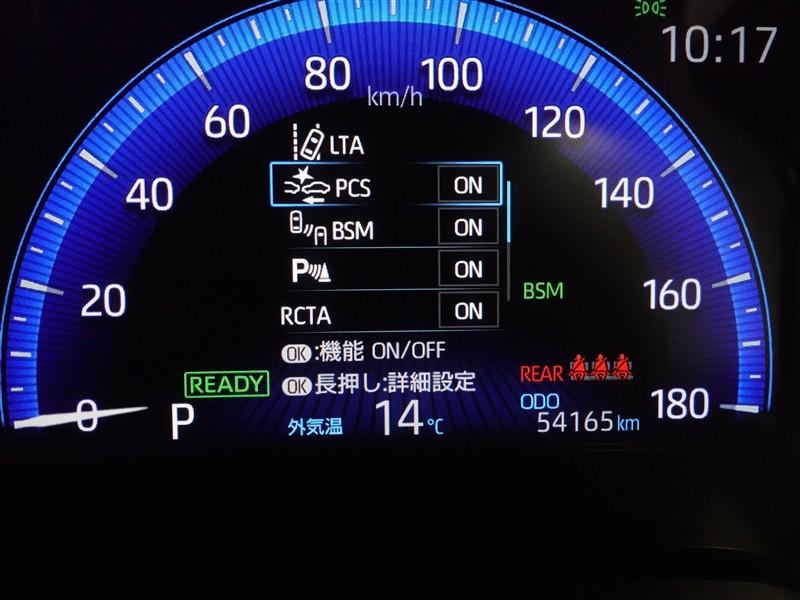 10:17
80
100
km/h
60
120
LTA
40
PCS ON
140
BSM ON
P ON
20
BSM
160
RCTA ON
OK:機能 ON/OFF
READY
OK長押し:詳細設定
REAR
0
P
外気温
14℃
ODO
54165km
180